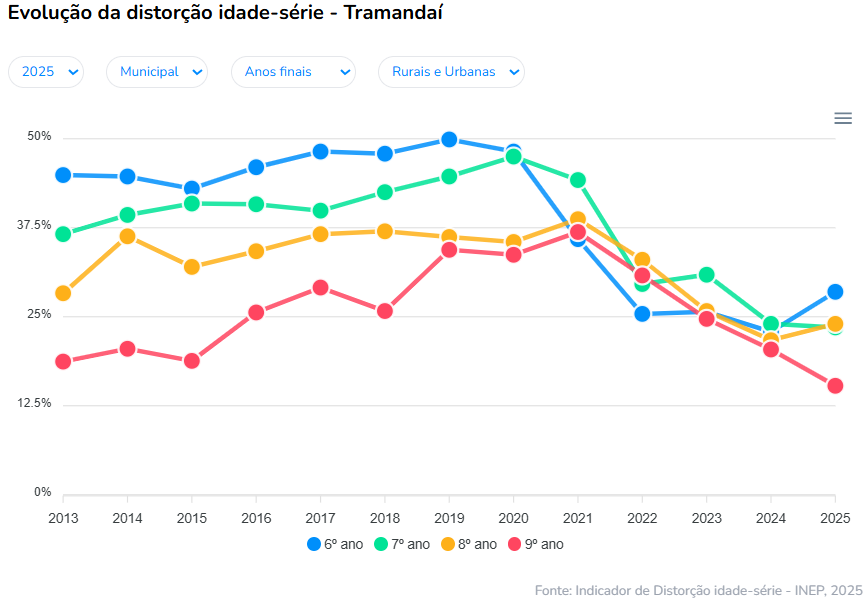 Evolução da distorção idade-série - Tramandaí
2025 Municipal Anos finais Rurais e Urbanas
50%
37.5%
25%
12.5%
0%
2013 2014 2015 2016 2017 2018 2019 2020 2021 2022 2023 2024 2025
6º ano 7º ano 8º ano 9º ano
Fonte: Indicador de Distorção idade-série - INEP, 2025